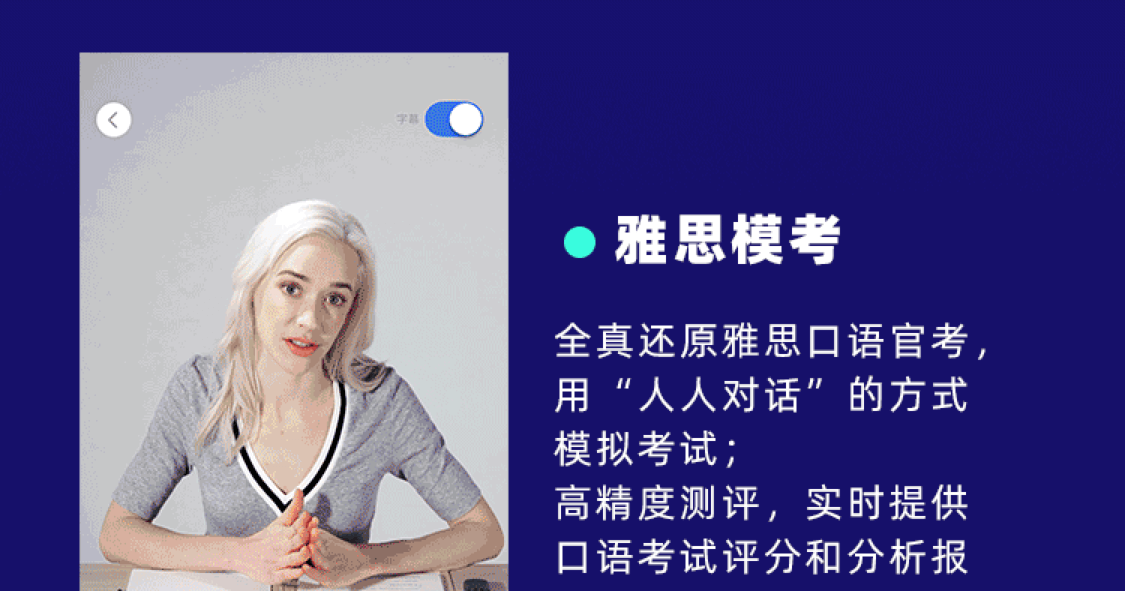 字幕
雅思模考
全真还原雅思口语官考，
用“人人对话”的方式
模拟考试；
高精度测评，实时提供
口语考试评分和分析报